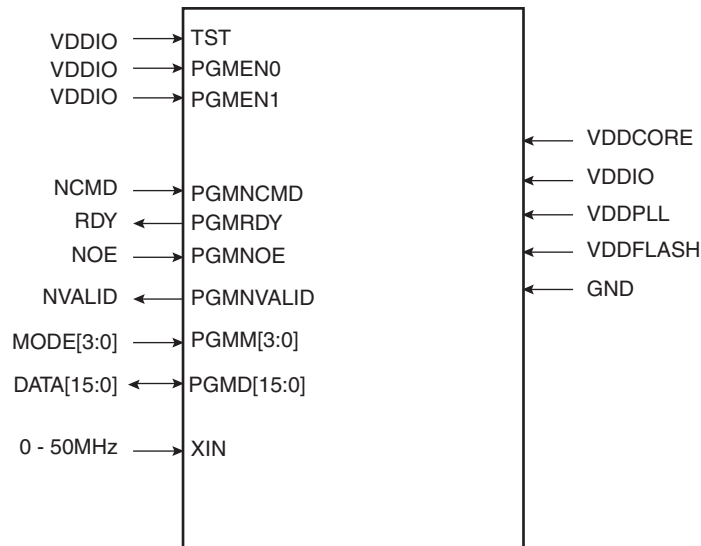 VDDIO TST
VDDIO PGMEN0
VDDIO PGMEN1
VDDCORE
VDDIO
NCMD PGMNCMD
RDY PGMRDY
VDDPLL
NOE PGMNOE
VDDFLASH
NVALID PGMNVALID
GND
MODE[3:0] PGMM[3:0]
DATA[15:0] PGMD[15:0]
0 - 50MHz XIN